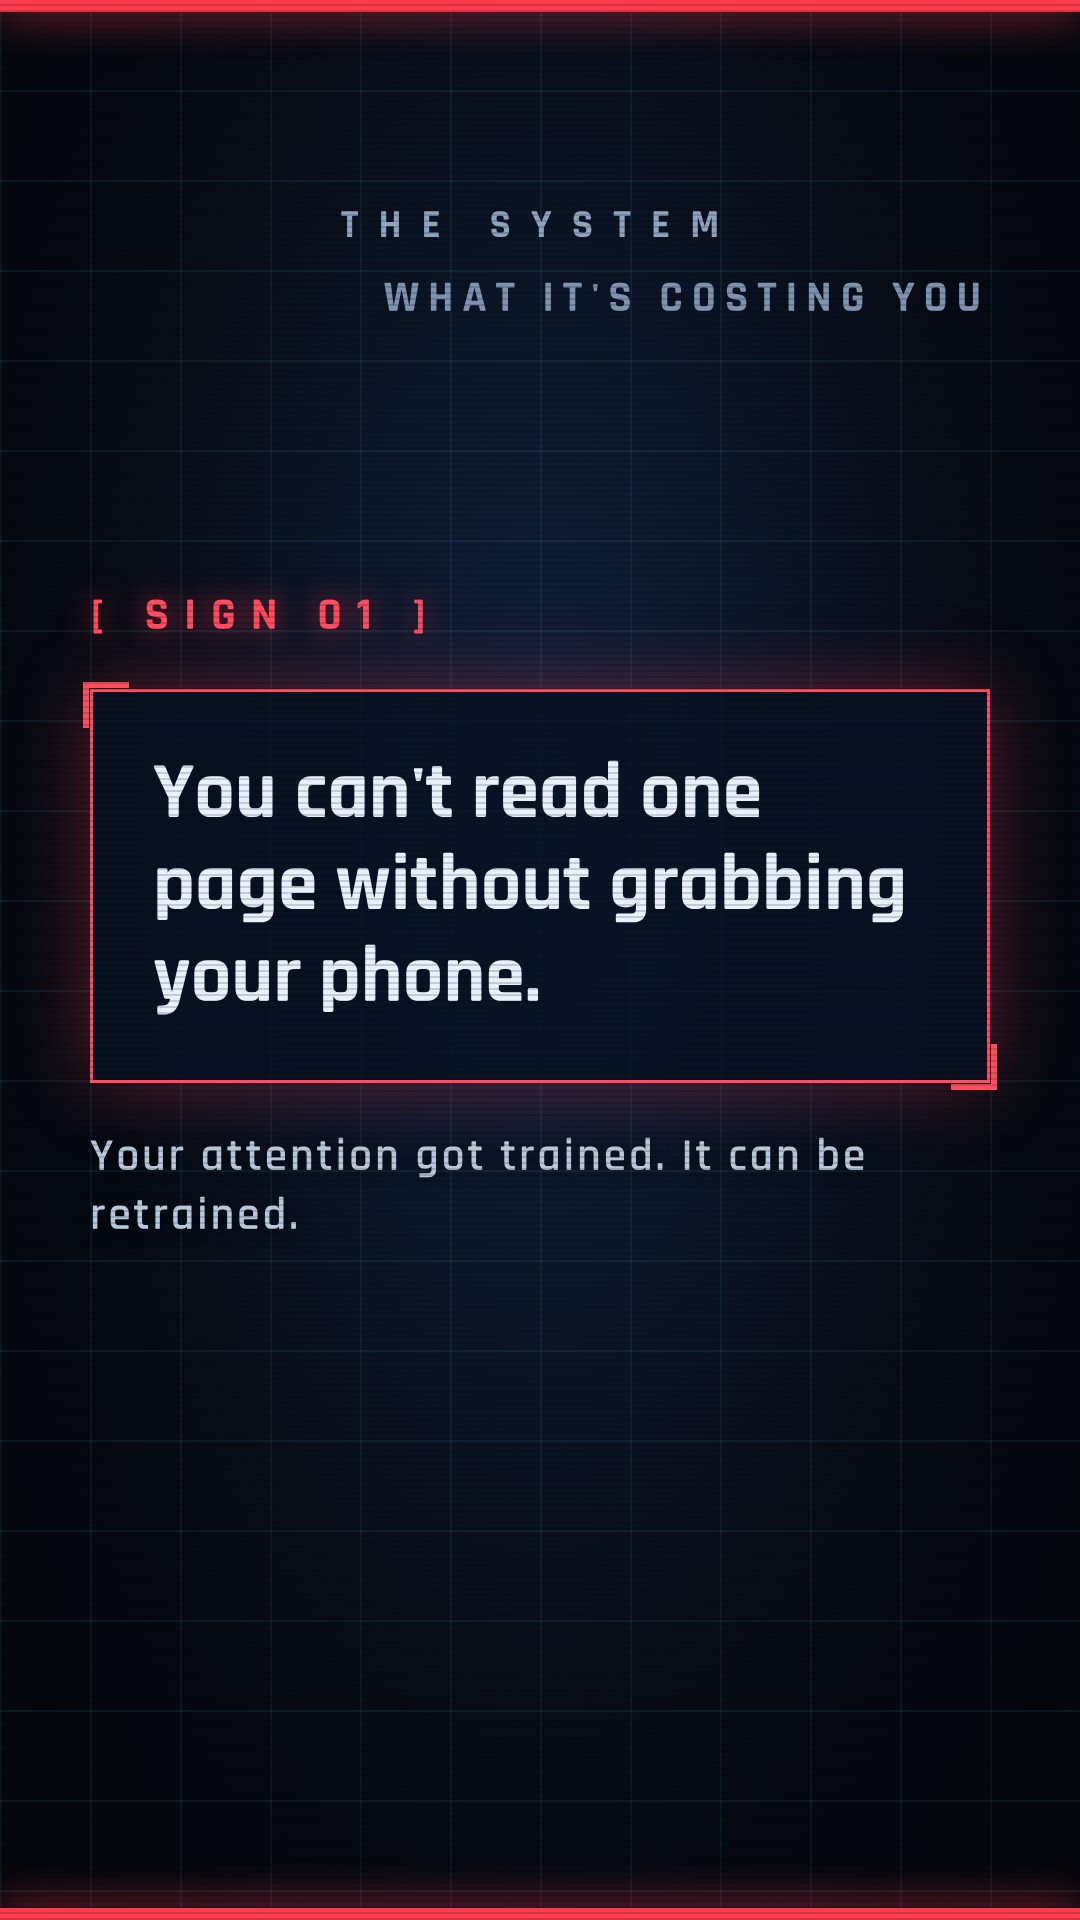 THE SYSTEM
WHAT IT'S COSTING YOU
[ SIGN 01 ]
You can't read one
page without grabbing
your phone.
Your attention got trained. It can be
retrained.